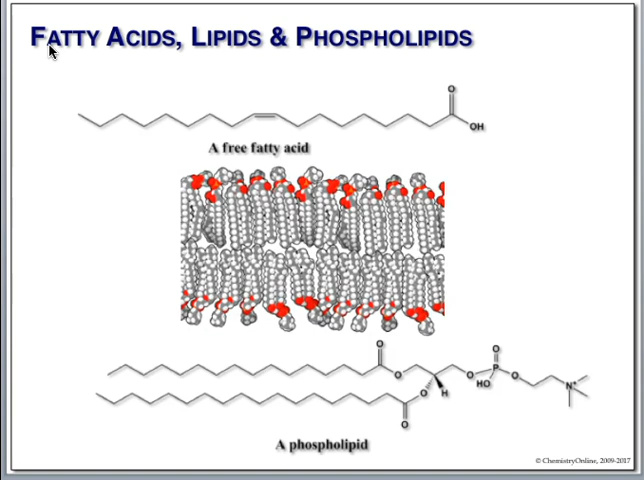 FATTY ACIDS, LIPIDS & PHOSPHOLIPIDS
O
OH
A free fatty acid
O
O
O
P
O
HO
O
N+
O
H
O
A phospholipid
© ChemistryOnline, 2009-2017